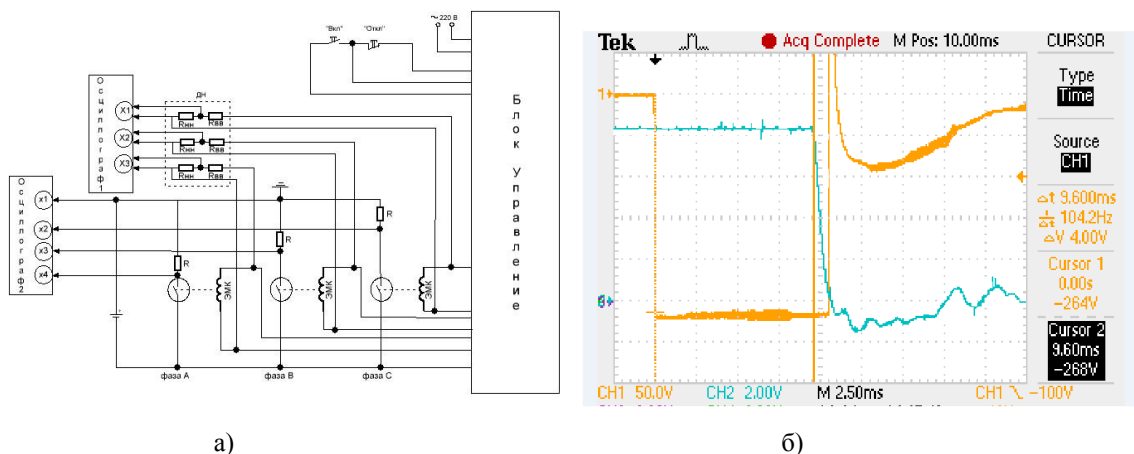 "Вкл"
"Откл"
~ 220 В
Осциллограф 1
X1
X2
X3
ДН
Rнн
Rвв
Rнн
Rвв
Rнн
Rвв
Осциллограф 2
x1
x2
x3
x4
R
R
R
ЭМК
ЭМК
ЭМК
фаза А
фаза В
фаза С
Блок Управление
а)
Tek
Acq Complete
M Pos: 10.00ms
CURSOR
Type
Time
Source
CH1
Δt 9.600ms
1/Δt 104.2Hz
ΔV 4.00V
Cursor 1
0.00s
-264V
Cursor 2
9.60ms
-268V
1
CH1 50.0V
CH2 2.00V
M 2.50ms
CH1 \ -100V
б)